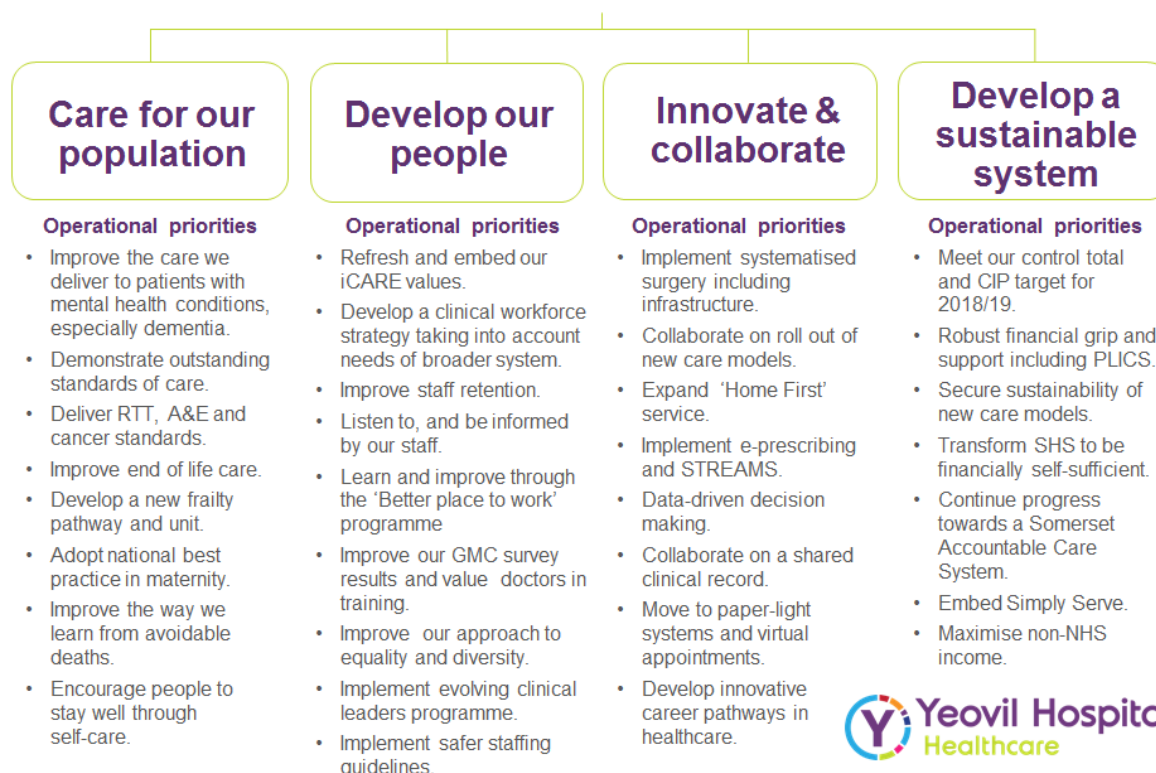 Care for our
population
Operational priorities
• Improve the care we
deliver to patients with
mental health conditions,
especially dementia.
• Demonstrate outstanding
standards of care.
• Deliver RTT, A&E and
cancer standards.
• Improve end of life care.
• Develop a new frailty
pathway and unit.
• Adopt national best
practice in maternity.
• Improve the way we
learn from avoidable
deaths.
• Encourage people to
stay well through
self-care.
Develop our
people
Operational priorities
• Refresh and embed our
iCARE values.
• Develop a clinical workforce
strategy taking into account
needs of broader system.
• Improve staff retention.
• Listen to, and be informed
by our staff.
• Learn and improve through
the ‘Better place to work’
programme
• Improve our GMC survey
results and value doctors in
training.
• Improve our approach to
equality and diversity.
• Implement evolving clinical
leaders programme.
• Implement safer staffing
guidelines.
Innovate &
collaborate
Operational priorities
• Implement systematised
surgery including
infrastructure.
• Collaborate on roll out of
new care models.
• Expand ‘Home First’
service.
• Implement e-prescribing
and STREAMS.
• Data-driven decision
making.
• Collaborate on a shared
clinical record.
• Move to paper-light
systems and virtual
appointments.
• Develop innovative
career pathways in
healthcare.
Develop a
sustainable
system
Operational priorities
• Meet our control total
and CIP target for
2018/19.
• Robust financial grip and
support including PLICS.
• Secure sustainability of
new care models.
• Transform SHS to be
financially self-sufficient.
• Continue progress
towards a Somerset
Accountable Care
System.
• Embed Simply Serve.
• Maximise non-NHS
income.
Y
Yeovil Hospita
Healthcare